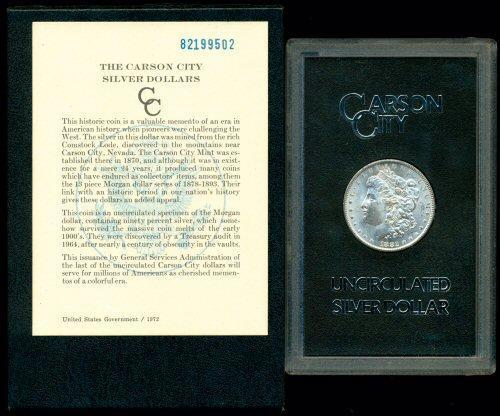 82199502
THE CARSON CITY
SILVER DOLLARS
CC
This historic coin is a valuable memento of an era in
American history when pioneers were challenging the
West. The silver in this dollar was mined from the rich
Comstock Lode, discovered in the mountains near
Carson City, Nevada. The Carson City Mint was es-
tablished there in 1870, and although it was in exist-
ence for a mere 24 years, it produced many coins
which have endured as collectors' items, among them
the 13 piece Morgan dollar series of 1878-1893. Their
link with an historic period in our nation's history
gives these dollars an added appeal.
This coin is an uncirculated specimen of the Morgan
dollar, containing ninety percent silver, which some-
how survived the massive coin melts of the early
1900's. They were discovered by a Treasury audit in
1964, after nearly a century of obscurity in the vaults.
This issuance by General Services Administration of
the last of the uncirculated Carson City dollars will
serve for millions of Americans as cherished memen-
tos of a colorful era.
United States Government / 1972
CARSON
CITY
UNCIRCULATED
SILVER DOLLAR